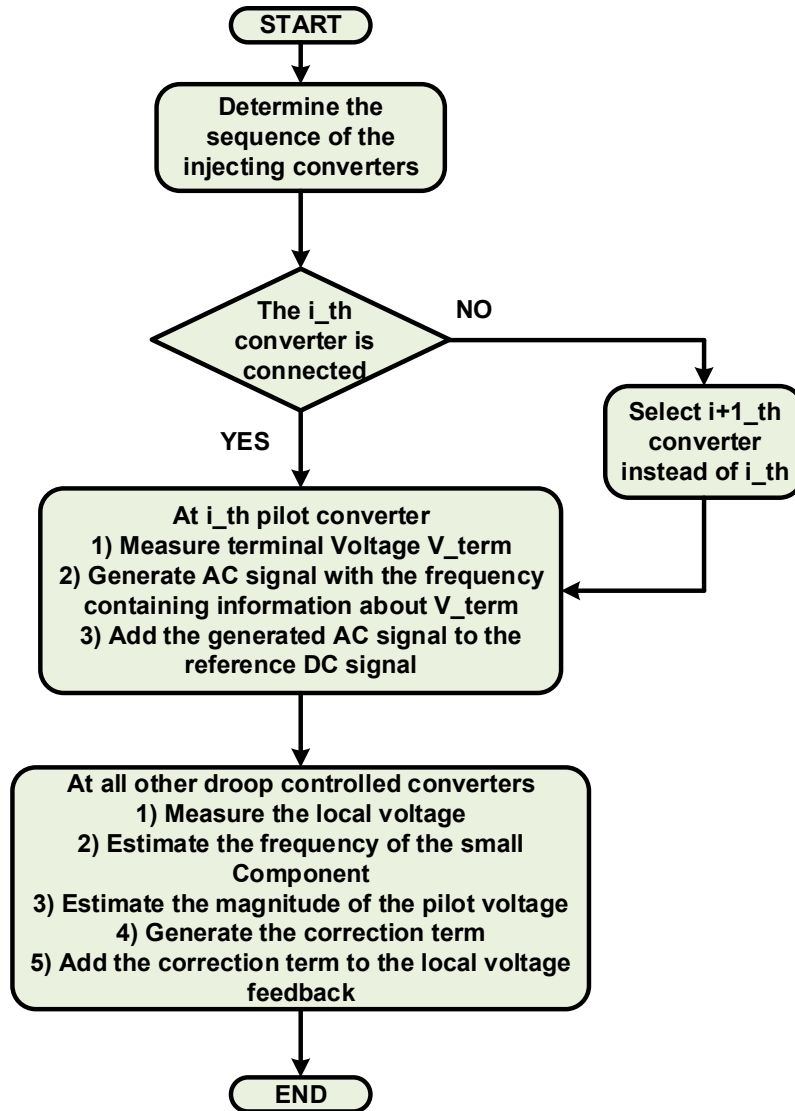 START
Determine the
sequence of the
injecting converters
The i_th
converter is
connected
NO
YES
Select i+1_th
converter
instead of i_th
At i_th pilot converter
1) Measure terminal Voltage V_term
2) Generate AC signal with the frequency
containing information about V_term
3) Add the generated AC signal to the
reference DC signal
At all other droop controlled converters
1) Measure the local voltage
2) Estimate the frequency of the small
Component
3) Estimate the magnitude of the pilot voltage
4) Generate the correction term
5) Add the correction term to the local voltage
feedback
END